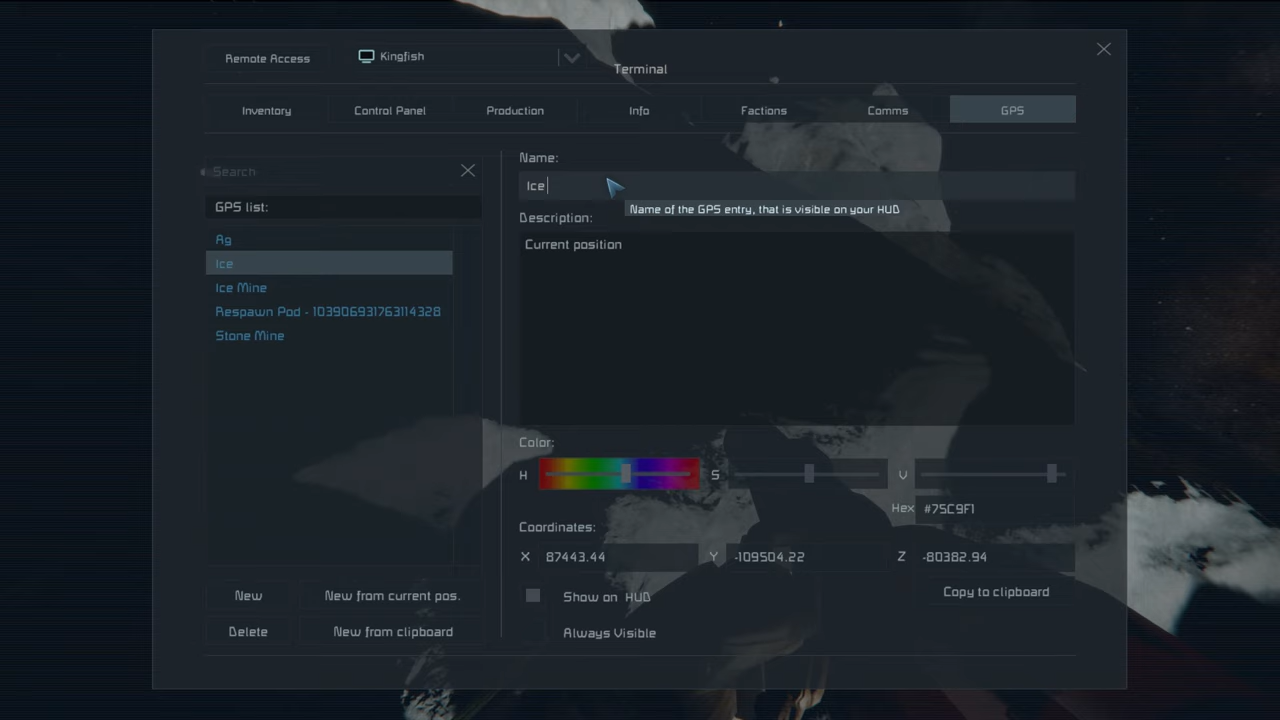 Remote Access
Kingfish
Terminal
Inventory
Control Panel
Production
Info
Factions
Comms
GPS
Search
GPS list:
Ag
Ice
Ice Mine
Respawn Pod - 103906931763114328
Stone Mine
New
New from current pos.
Delete
New from clipboard
Name:
Ice
Name of the GPS entry, that is visible on your HUD
Description:
Current position
Color:
H
S
V
Hex #75C9F1
Coordinates:
X 87443.44
Y -109504.22
Z -80382.94
Show on HUD
Copy to clipboard
Always Visible